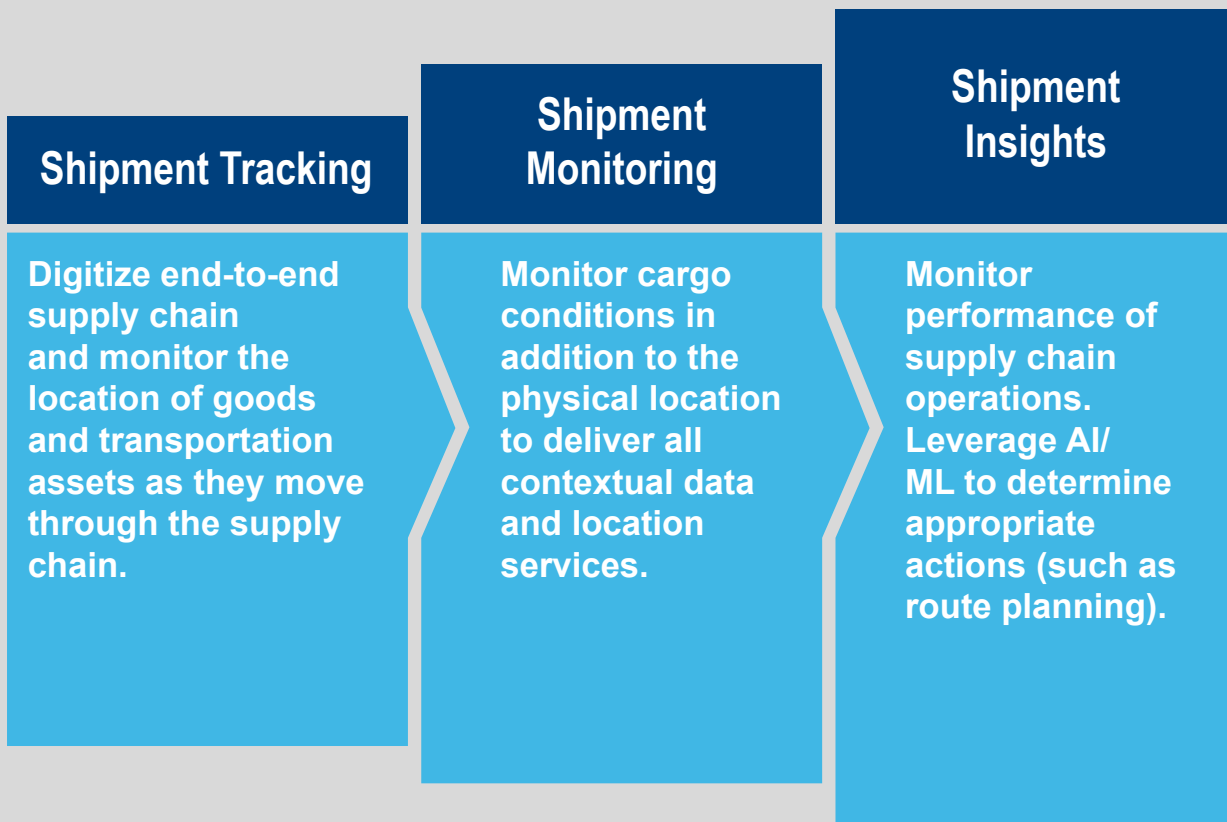 Shipment Tracking
Digitize end-to-end
supply chain
and monitor the
location of goods
and transportation
assets as they move
through the supply
chain.
Shipment
Monitoring
Monitor cargo
conditions in
addition to the
physical location
to deliver all
contextual data
and location
services.
Shipment
Insights
Monitor
performance of
supply chain
operations.
Leverage AI/
ML to determine
appropriate
actions (such as
route planning).